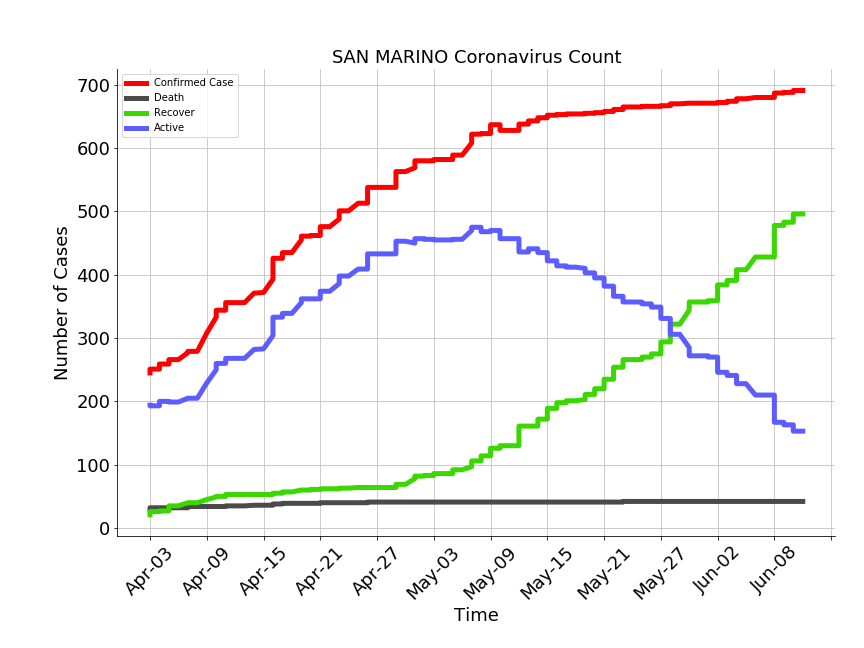 SAN MARINO Coronavirus Count
Confirmed Case
Death
Recover
Active
Number of Cases
700
600
500
400
300
200
100
0
Apr-03
Apr-09
Apr-15
Apr-21
Apr-27
May-03
May-09
May-15
May-21
May-27
Jun-02
Jun-08
Time